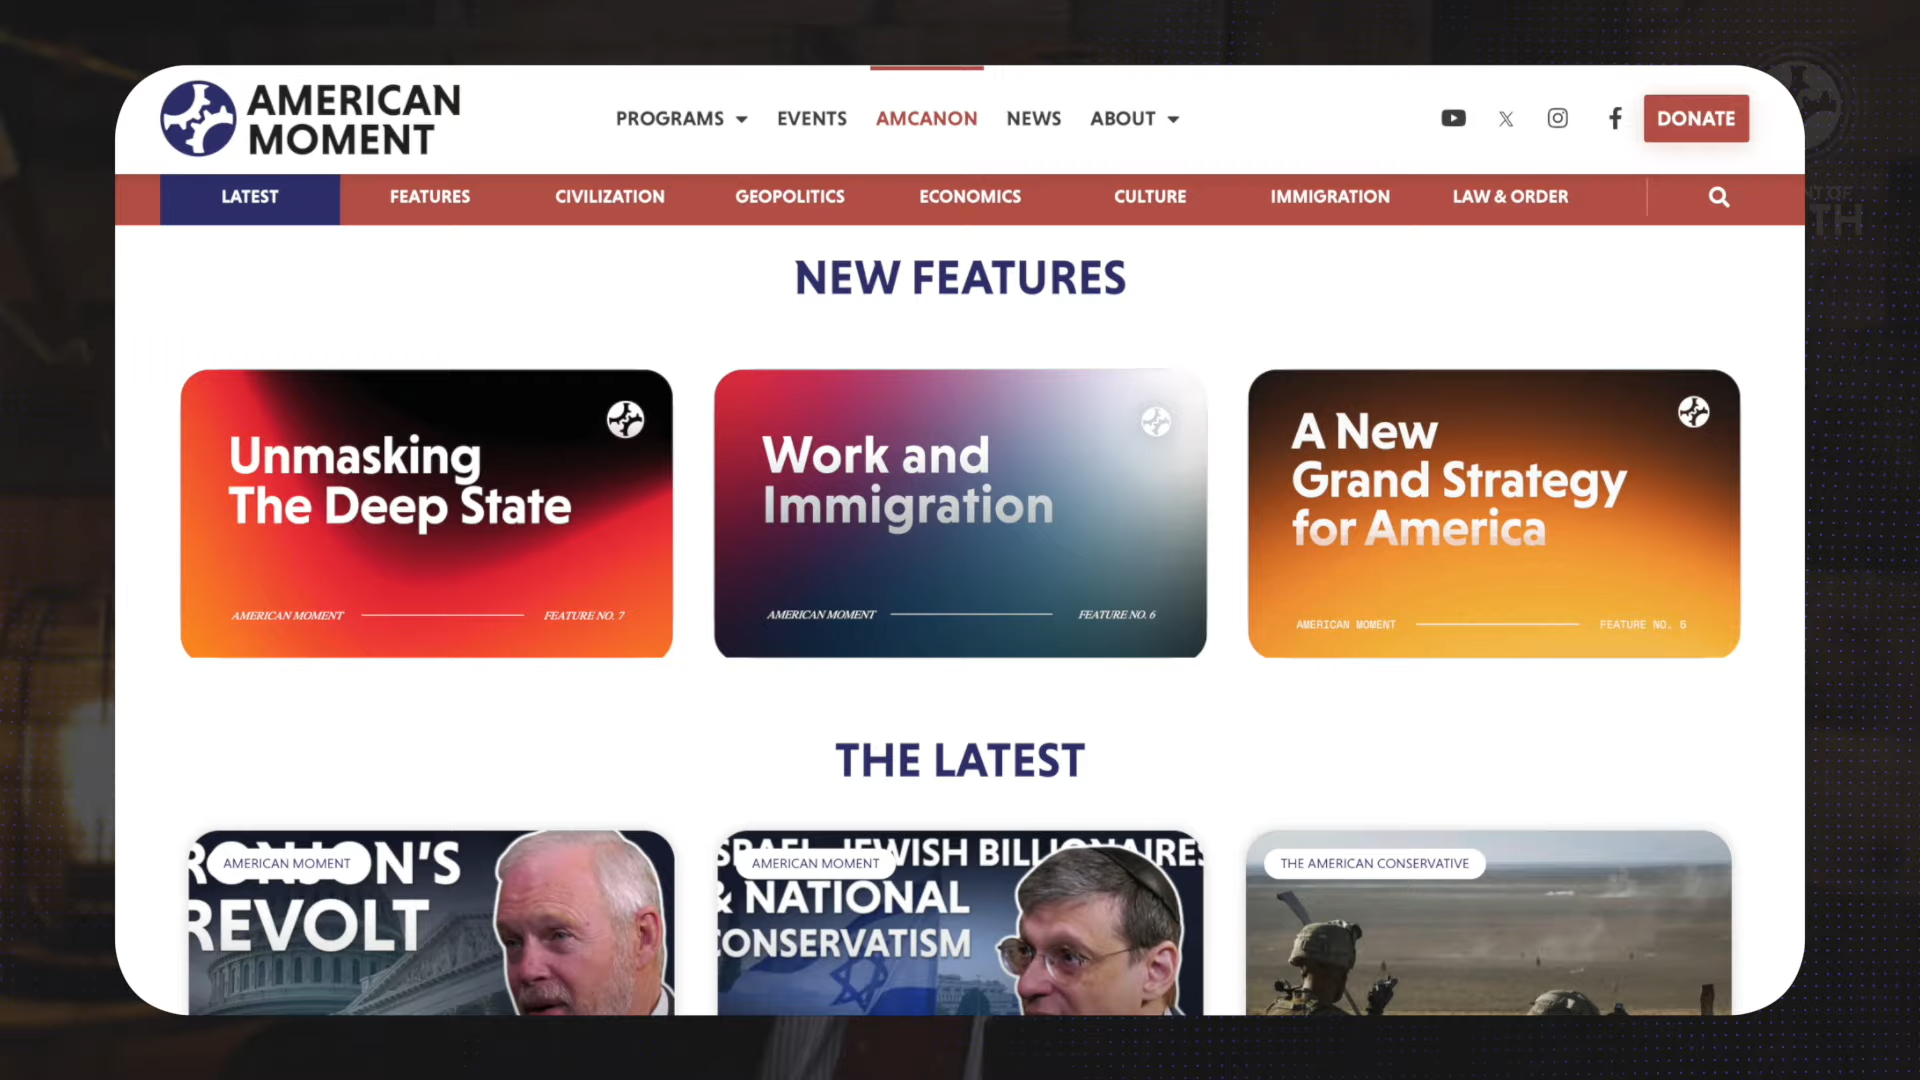 AMERICAN
MOMENT
PROGRAMS
EVENTS
AMCANON
NEWS
ABOUT
DONATE
LATEST
FEATURES
CIVILIZATION
GEOPOLITICS
ECONOMICS
CULTURE
IMMIGRATION
LAW & ORDER
NEW FEATURES
Unmasking
The Deep State
AMERICAN MOMENT
FEATURE NO. 7
Work and
Immigration
AMERICAN MOMENT
FEATURE NO. 6
A New
Grand Strategy
for America
AMERICAN MOMENT
FEATURE NO. 5
THE LATEST
AMERICAN MOMENT
REVOLT
AMERICAN MOMENT
JEWISH BILLIONAIRES
& NATIONAL
CONSERVATISM
THE AMERICAN CONSERVATIVE